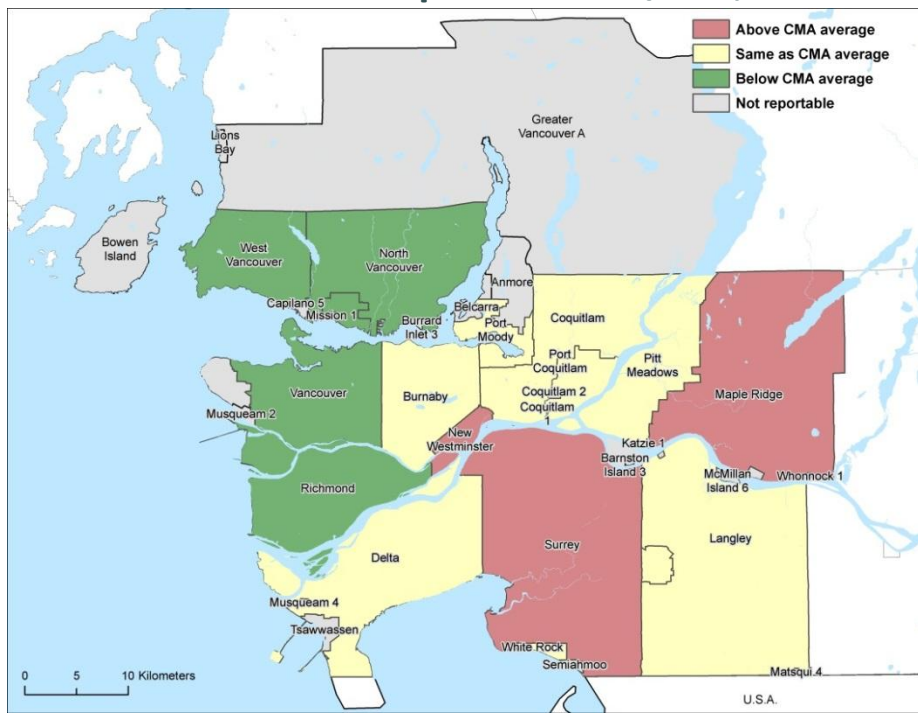 Above CMA average
Same as CMA average
Below CMA average
Not reportable
Lions
Bay
Greater
Vancouver A
Bowen
Island
West
Vancouver
North
Vancouver
Anmore
Capilano 5
Mission 1
Burrard
Inlet 3
Belcarra
Port
Moody
Coquitlam
Port
Coquitlam
Pitt
Meadows
Coquitlam 2
Coquitlam
1
Maple Ridge
Vancouver
Burnaby
Musqueam 2
New
Westminster
Katzie 1
Barnston
Island 3
McMillan
Island 6
Whonnock 1
Richmond
Surrey
Langley
Delta
Musqueam 4
Tsawwassen
White Rock
Semiahmoo
Matsqui 4
0 5 10 Kilometers
U.S.A.